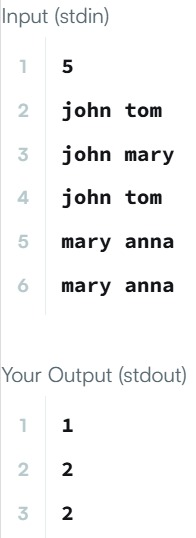 Input (stdin)
1 5
2 john tom
3 john mary
4 john tom
5 mary anna
6 mary anna
Your Output (stdout)
1 1
2 2
3 2